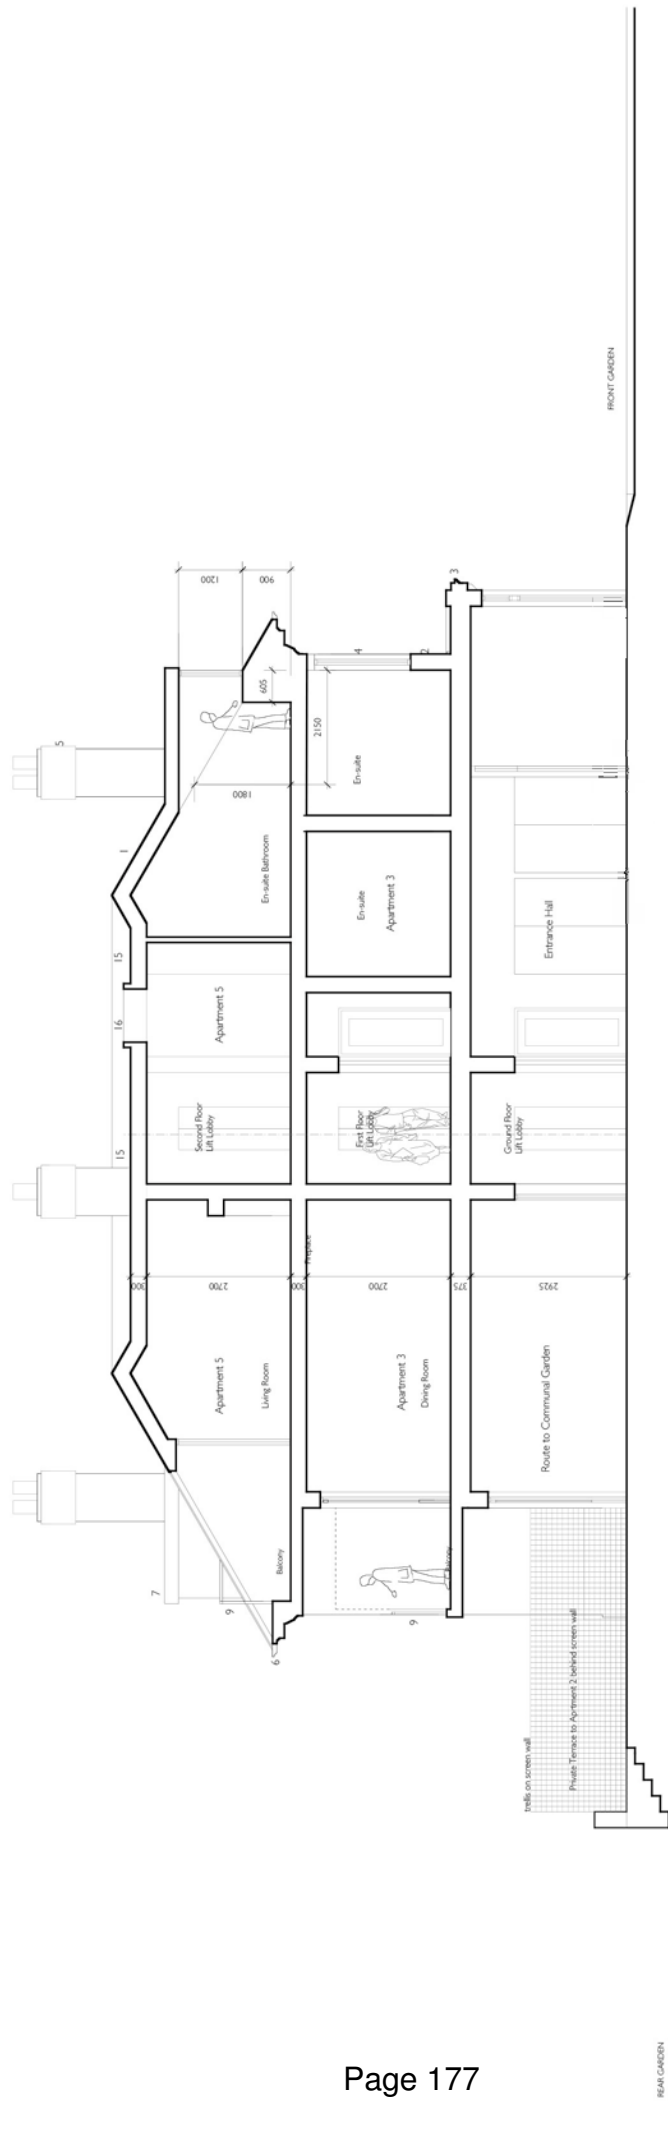 FRONT GARDEN
3
1200
900
5
4
2
605
2150
1800
En-suite
1
En-suite Bathroom
En-suite
Apartment 3
Entrance Hall
15
16
Apartment 5
Second Floor
Lift Lobby
First Floor
Lift Lobby
Ground Floor
Lift Lobby
15
Fireplace
300
2700
300
2700
375
2925
Apartment 5
Living Room
Apartment 3
Dining Room
Route to Communal Garden
7
Balcony
Balcony
9
9
6
Private Terrace to Aprtment 2 behind screen wall
trellis on screen wall
REAR GARDEN
Page 177